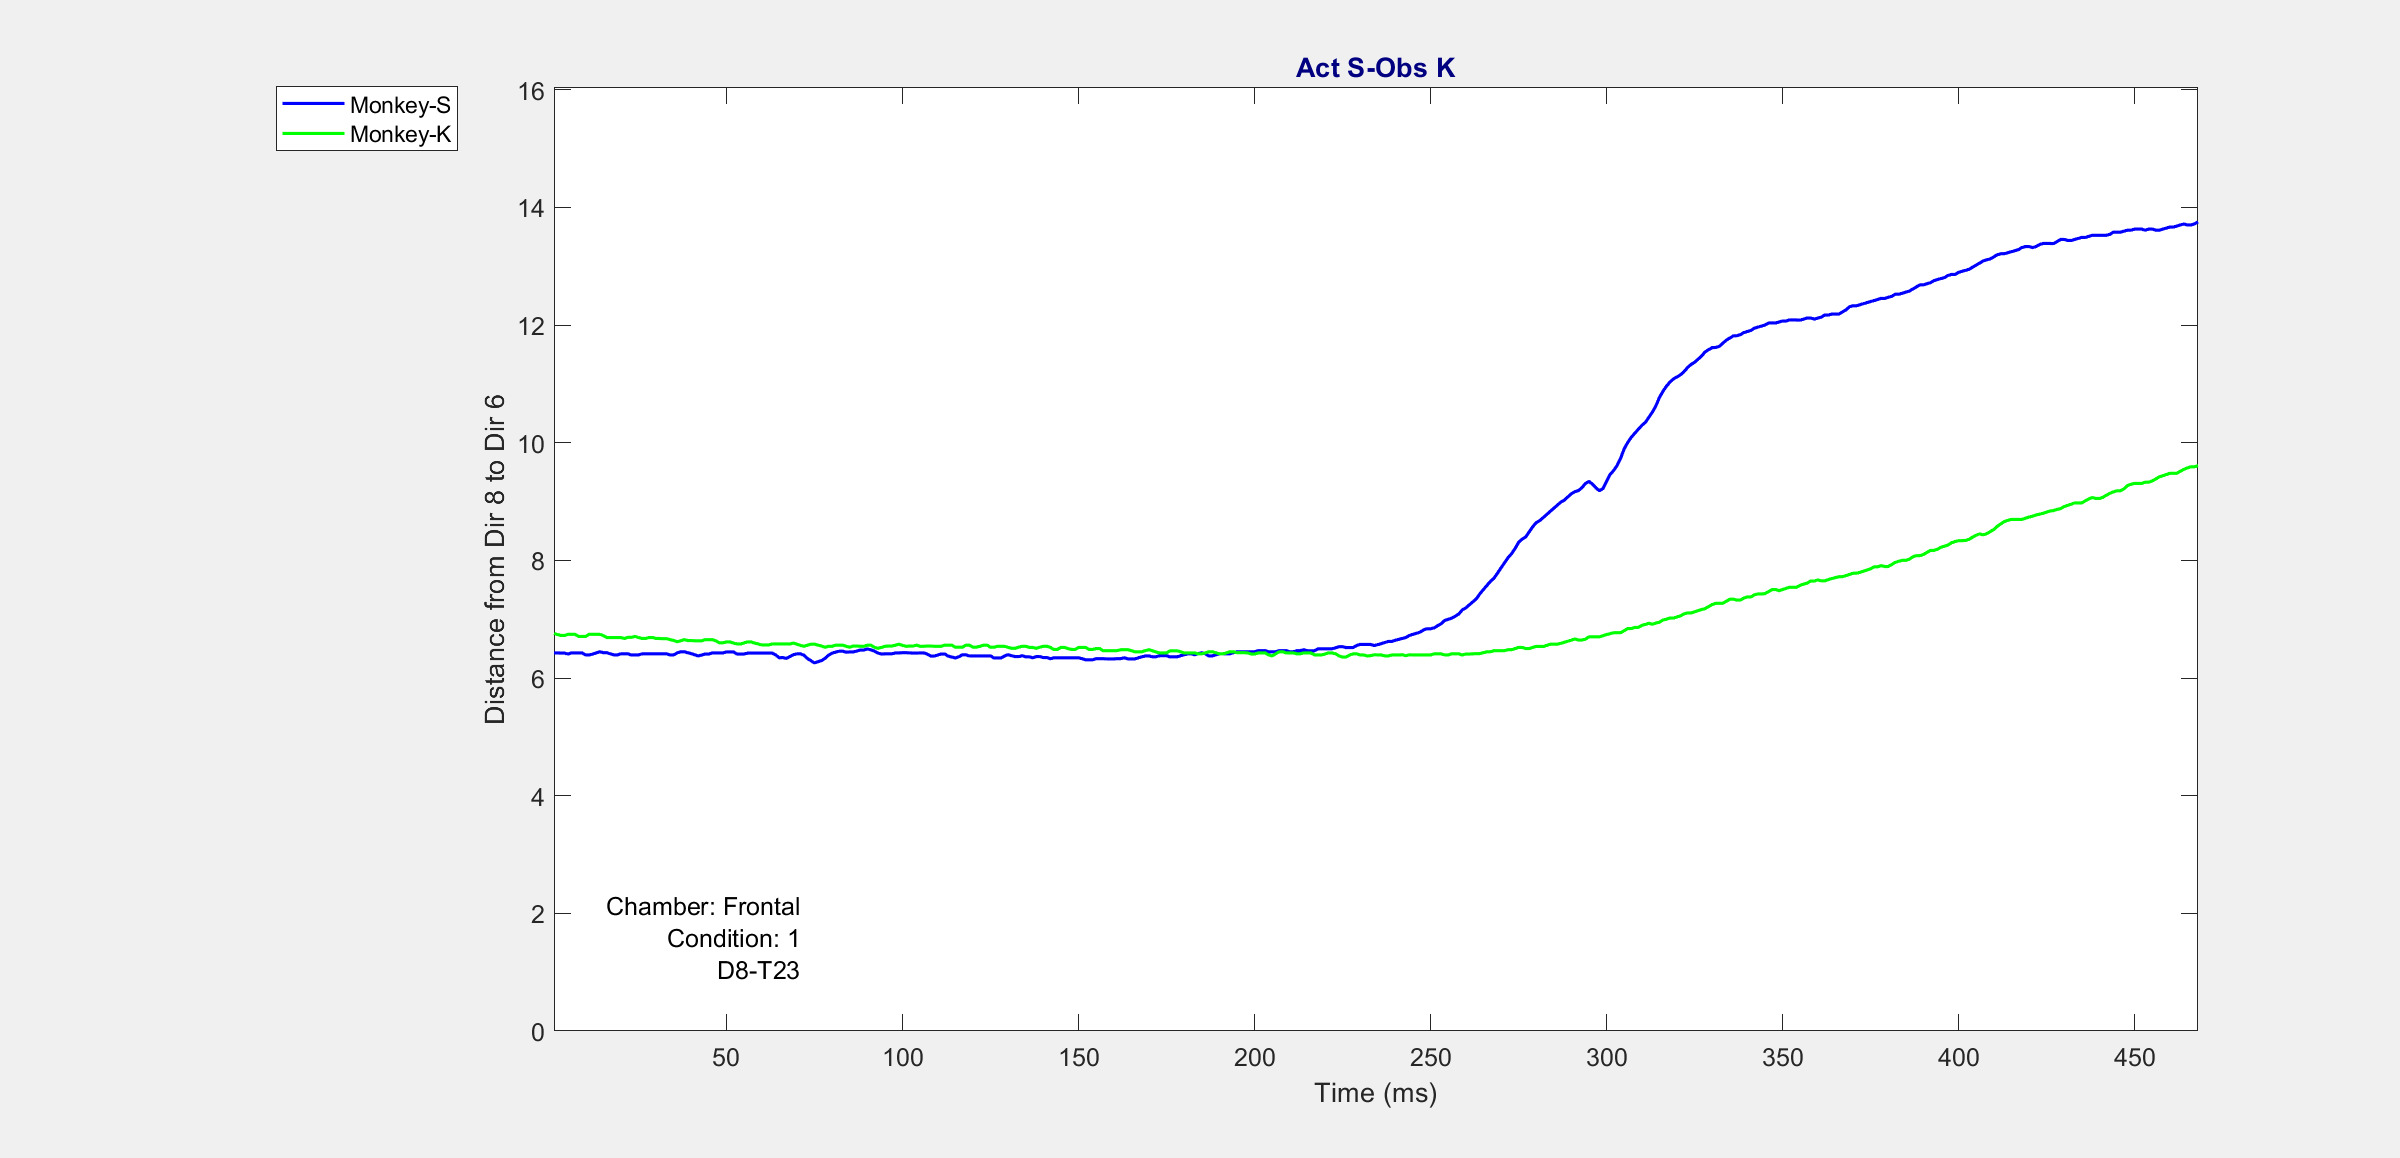 Act S-Obs K
Monkey-S
Monkey-K
16
14
12
10
8
6
4
2
0
Distance from Dir 8 to Dir 6
Chamber: Frontal
Condition: 1
D8-T23
50 100 150 200 250 300 350 400 450
Time (ms)